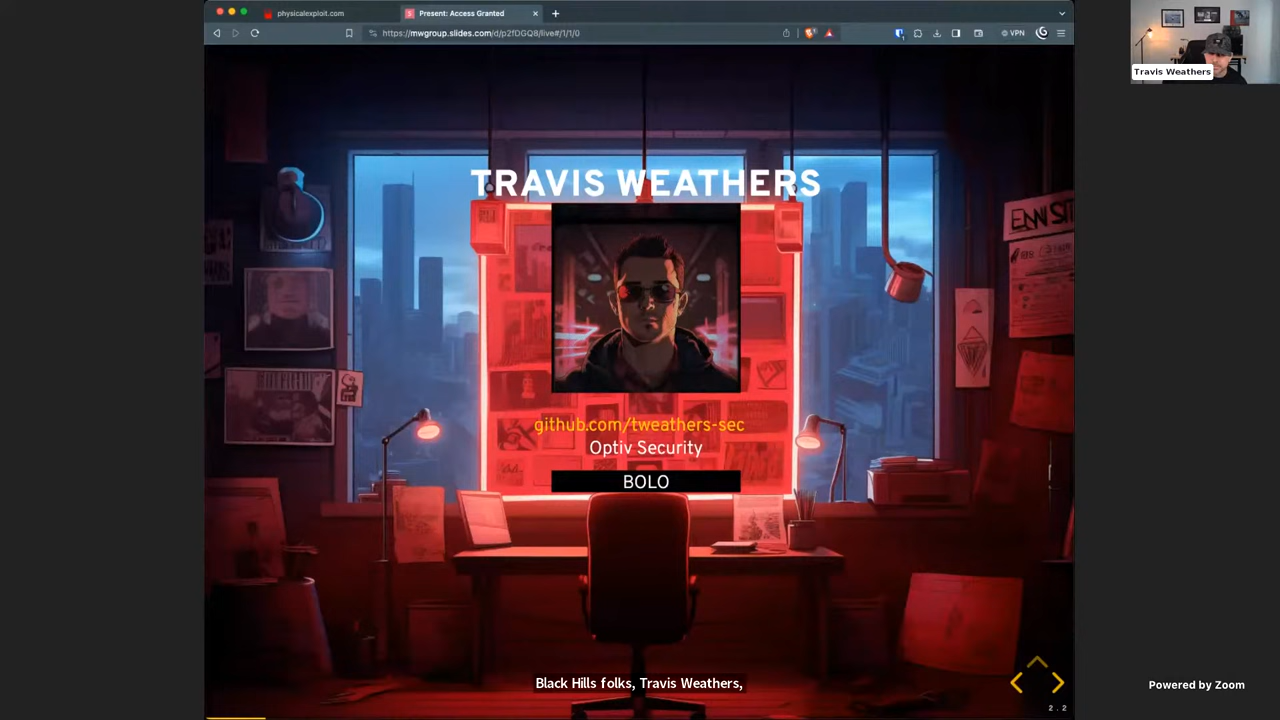 physicalexploit.com
Present: Access Granted
https://mwgroup.slides.com/d/p2fDGQ8/live#/1/1/0
VPN
Travis Weathers
TRAVIS WEATHERS
github.com/tweathers-sec
Optiv Security
BOLO
Black Hills folks, Travis Weathers,
2 . 2
Powered by Zoom